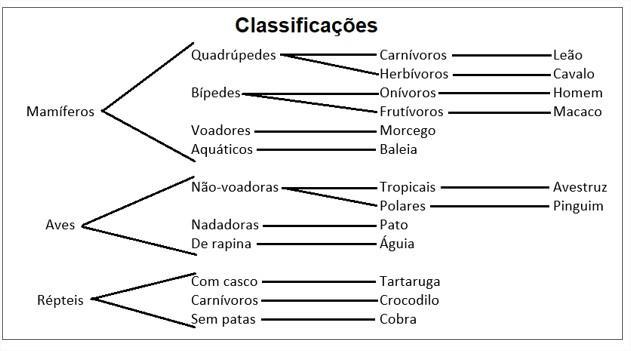 Classificações
Quadrúpedes Carnívoros Leão
Herbívoros Cavalo
Bípedes Onívoros Homem
Mamíferos Frutívoros Macaco
Voadores Morcego
Aquáticos Baleia
Não-voadoras Tropicais Avestruz
Polares Pinguim
Aves Nadadoras Pato
De rapina Águia
Com casco Tartaruga
Répteis Carnívoros Crocodilo
Sem patas Cobra